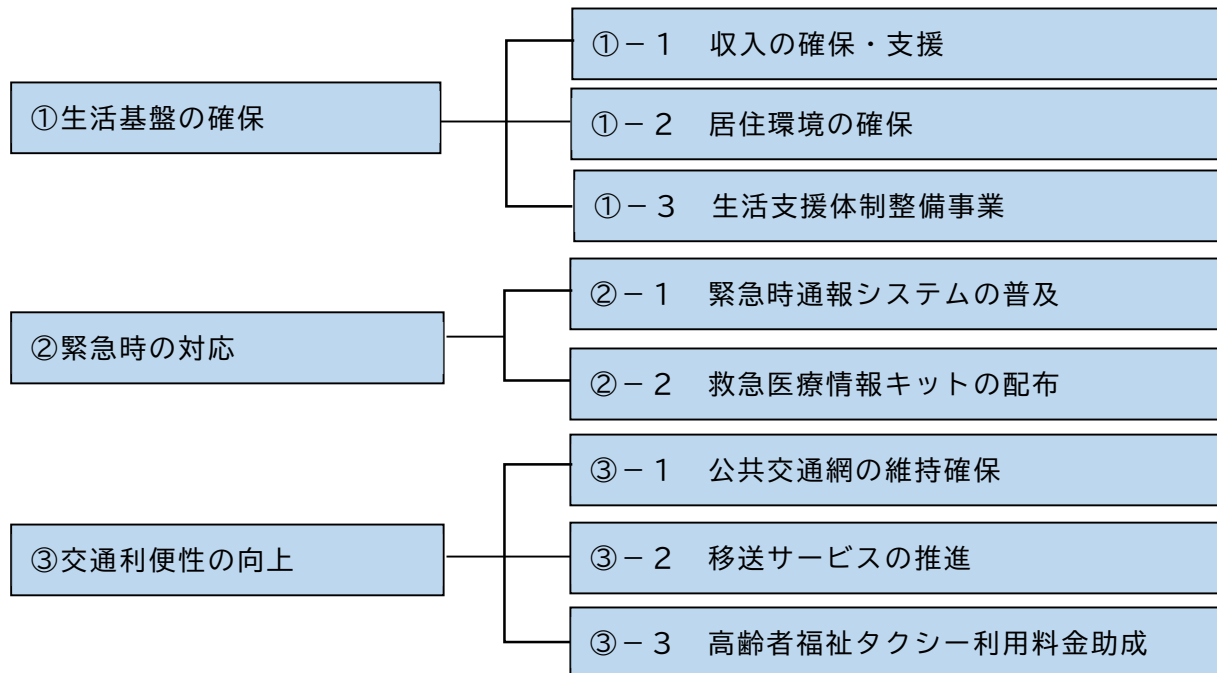 ①生活基盤の確保
①－１　収入の確保・支援
①－２　居住環境の確保
①－３　生活支援体制整備事業
②緊急時の対応
②－１　緊急時通報システムの普及
②－２　救急医療情報キットの配布
③交通利便性の向上
③－１　公共交通網の維持確保
③－２　移送サービスの推進
③－３　高齢者福祉タクシー利用料金助成